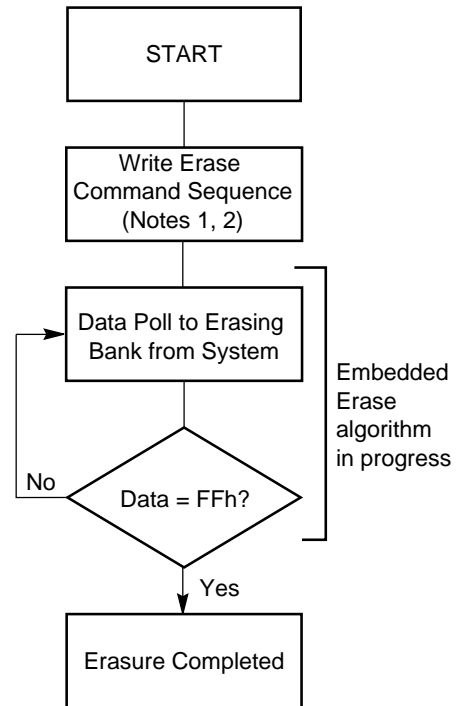 START
Write Erase
Command Sequence
(Notes 1, 2)
Data Poll to Erasing
Bank from System
Embedded
Erase
algorithm
in progress
No
Data = FFh?
Yes
Erasure Completed